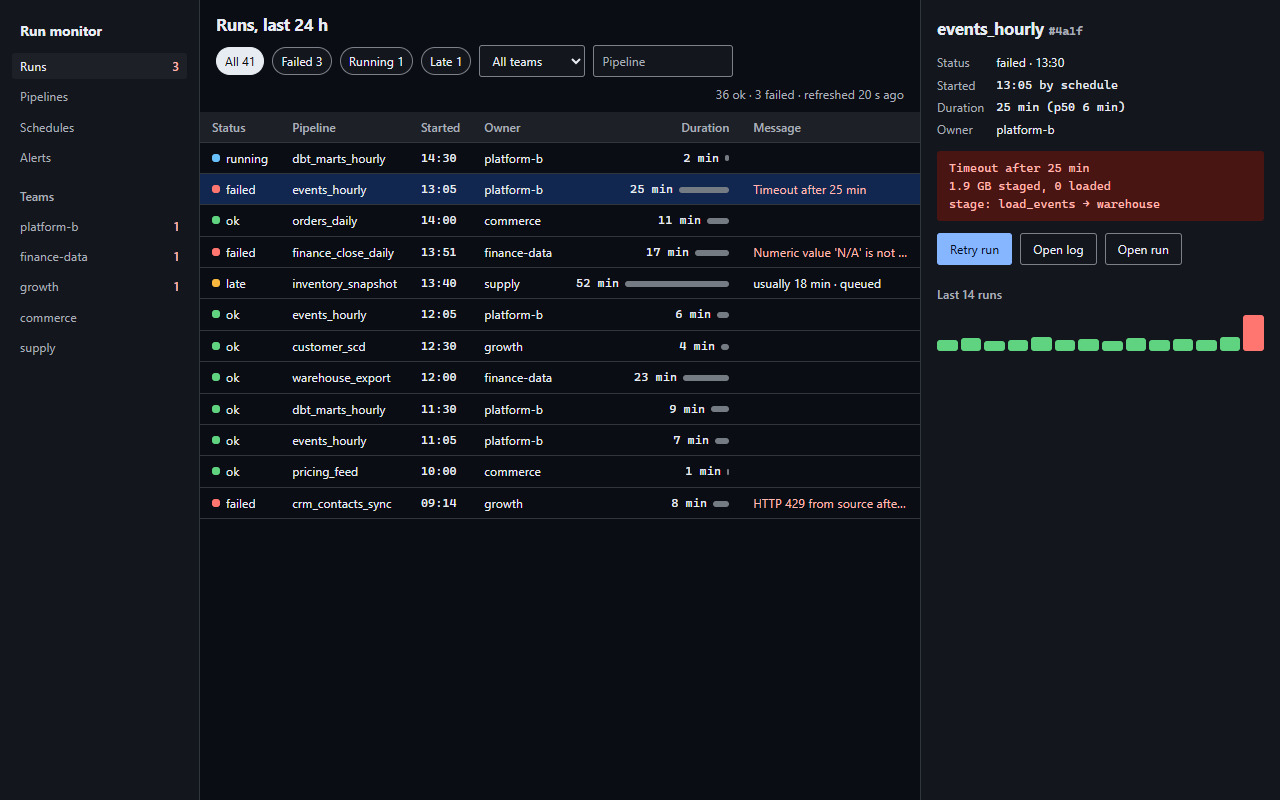 Run monitor
Runs 3
Pipelines
Schedules
Alerts
Teams
platform-b 1
finance-data 1
growth 1
commerce
supply
Runs, last 24 h
All 41 Failed 3 Running 1 Late 1 All teams Pipeline
36 ok · 3 failed · refreshed 20 s ago
Status Pipeline Started Owner Duration Message
running dbt_marts_hourly 14:30 platform-b 2 min
failed events_hourly 13:05 platform-b 25 min Timeout after 25 min
ok orders_daily 14:00 commerce 11 min
failed finance_close_daily 13:51 finance-data 17 min Numeric value 'N/A' is not ...
late inventory_snapshot 13:40 supply 52 min usually 18 min · queued
ok events_hourly 12:05 platform-b 6 min
ok customer_scd 12:30 growth 4 min
ok warehouse_export 12:00 finance-data 23 min
ok dbt_marts_hourly 11:30 platform-b 9 min
ok events_hourly 11:05 platform-b 7 min
ok pricing_feed 10:00 commerce 1 min
failed crm_contacts_sync 09:14 growth 8 min HTTP 429 from source afte...
events_hourly #4a1f
Status failed · 13:30
Started 13:05 by schedule
Duration 25 min (p50 6 min)
Owner platform-b
Timeout after 25 min
1.9 GB staged, 0 loaded
stage: load_events → warehouse
Retry run Open log Open run
Last 14 runs